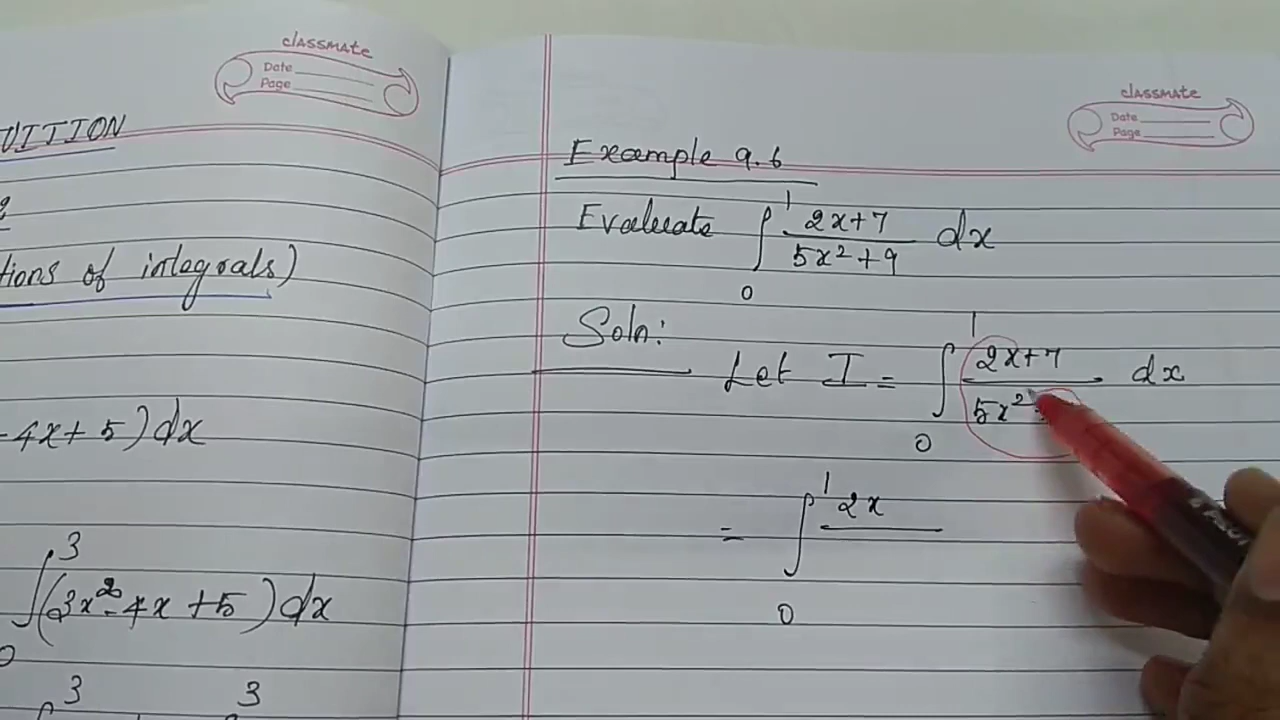 classmate
Date
Page
UITION
tions of integrals)
-4x+5)dx
∫₀³ (3x²-4x+5)dx
3 3
classmate
Date
Page
Example 9.6
Evaluate ∫₀¹ 2x+7 / 5x²+9 dx
Soln:
Let I = ∫₀¹ 2x+7 / 5x² dx
= ∫₀¹ 2x